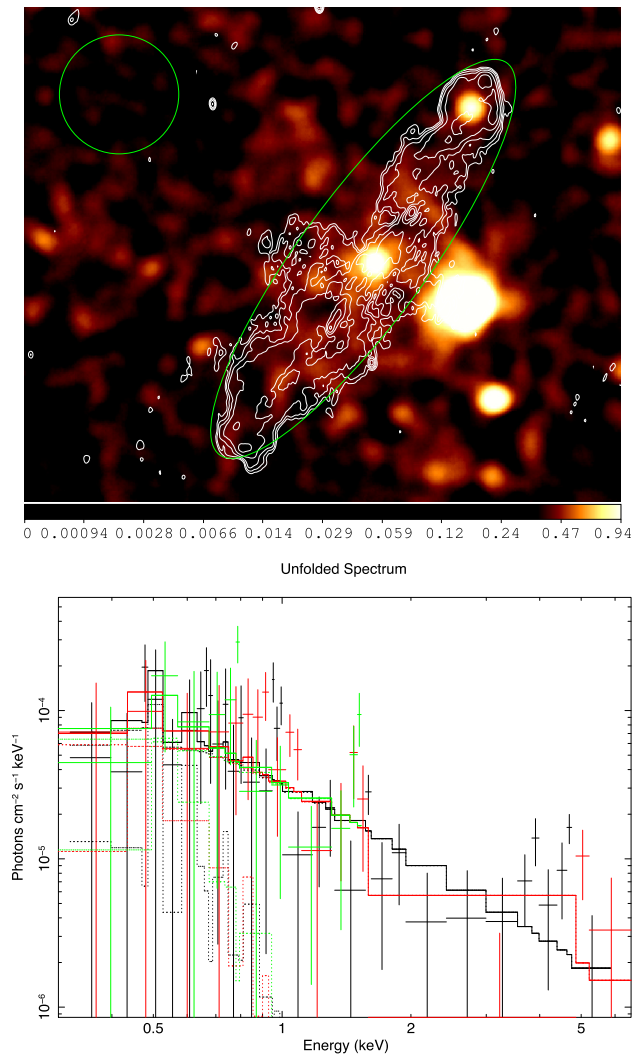 0 0.00094 0.0028 0.0066 0.014 0.029 0.059 0.12 0.24 0.47 0.94
Unfolded Spectrum
Photons cm⁻² s⁻¹ keV⁻¹
10⁻⁴
10⁻⁵
10⁻⁶
0.5 1 2 5
Energy (keV)